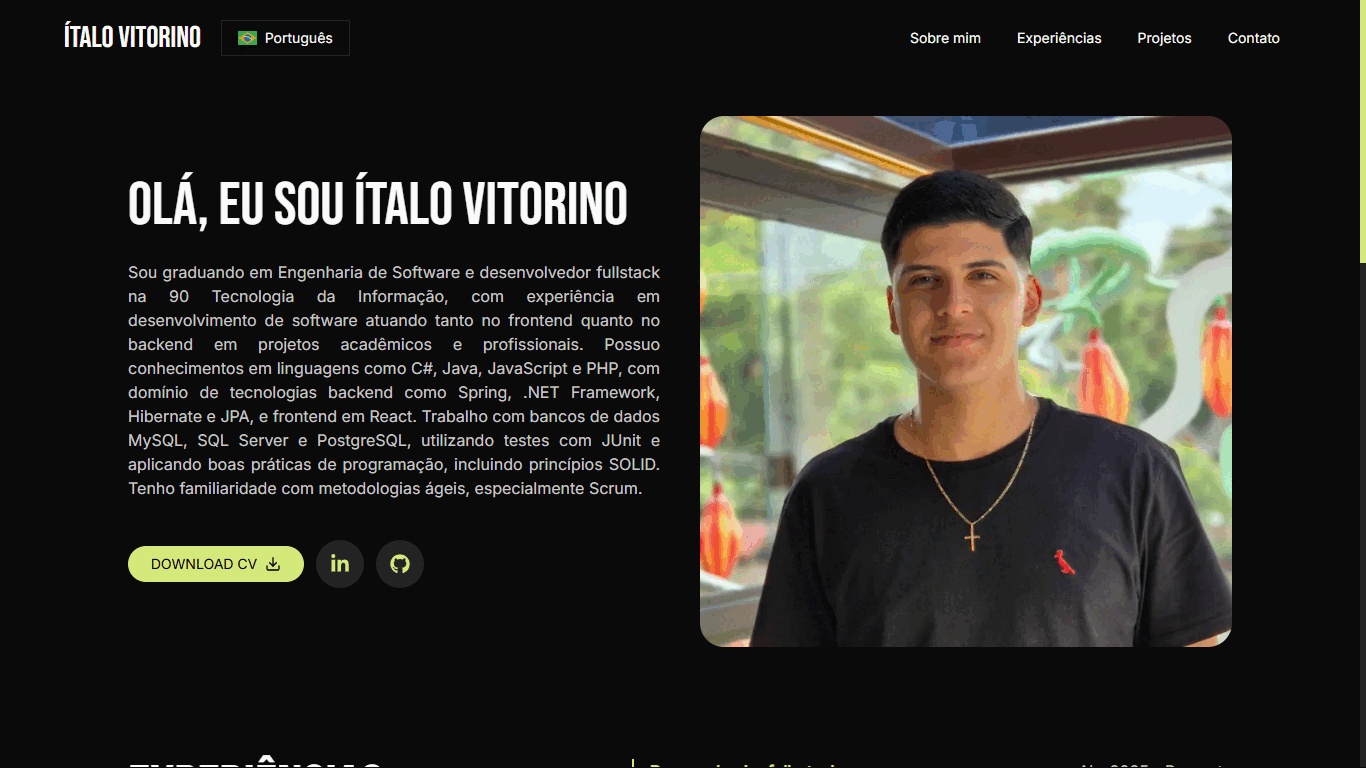 ÍTALO VITORINO
Português
Sobre mim
Experiências
Projetos
Contato
OLÁ, EU SOU ÍTALO VITORINO
Sou graduando em Engenharia de Software e desenvolvedor fullstack
na 90 Tecnologia da Informação, com experiência em
desenvolvimento de software atuando tanto no frontend quanto no
backend em projetos acadêmicos e profissionais. Possuo
conhecimentos em linguagens como C#, Java, JavaScript e PHP, com
domínio de tecnologias backend como Spring, .NET Framework,
Hibernate e JPA, e frontend em React. Trabalho com bancos de dados
MySQL, SQL Server e PostgreSQL, utilizando testes com JUnit e
aplicando boas práticas de programação, incluindo princípios SOLID.
Tenho familiaridade com metodologias ágeis, especialmente Scrum.
DOWNLOAD CV
in
EXPERIÊNCIAS